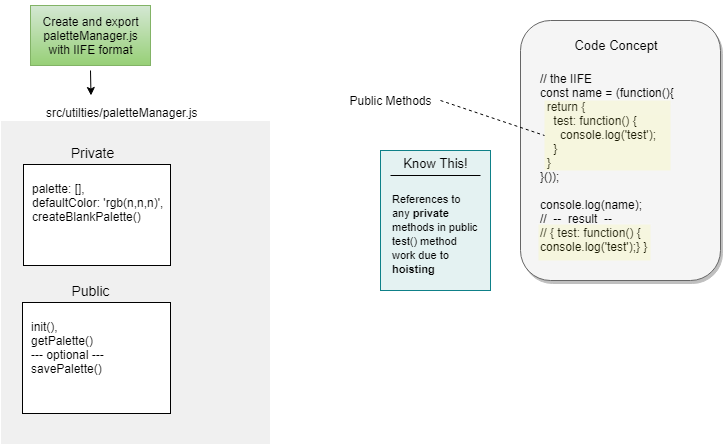 Create and export
paletteManager.js
with IIFE format
src/utilties/paletteManager.js
Private
palette: [],
defaultColor: 'rgb(n,n,n)',
createBlankPalette()
Public
init(),
getPalette()
--- optional ---
savePalette()
Public Methods
Know This!
References to
any private
methods in public
test() method
work due to
hoisting
Code Concept
// the IIFE
const name = (function(){
return {
test: function() {
console.log('test');
}
}
}());
console.log(name);
// -- result --
// { test: function() {
console.log('test');} }